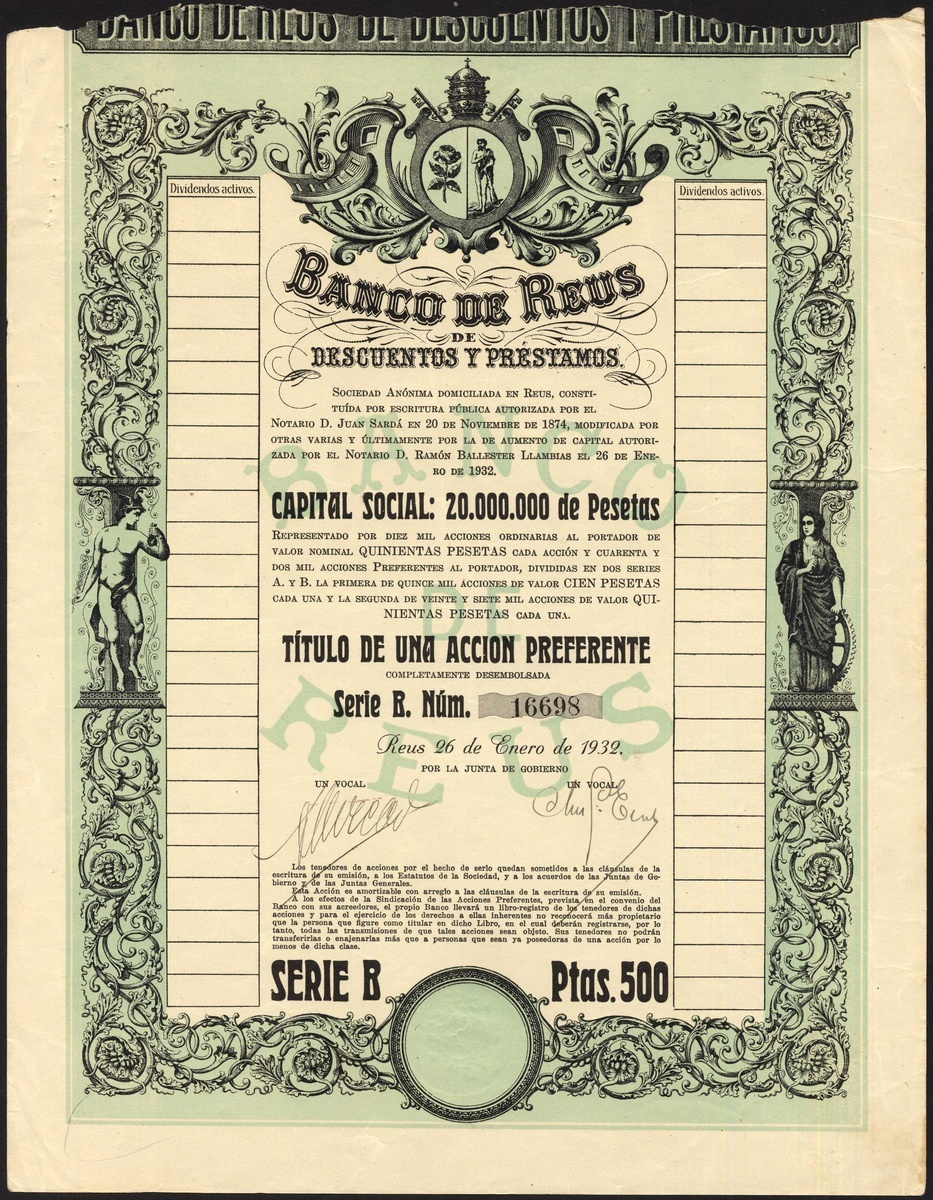 BANCO DE REUS DE DESCUENTOS Y PRÉSTAMOS.
Dividendos activos.
Dividendos activos.
BANCO DE REUS
DE
DESCUENTOS Y PRÉSTAMOS.
SOCIEDAD ANÓNIMA DOMICILIADA EN REUS, CONSTI-
TUÍDA POR ESCRITURA PÚBLICA AUTORIZADA POR EL
NOTARIO D. JUAN SARDÁ EN 20 DE NOVIEMBRE DE 1874, MODIFICADA POR
OTRAS VARIAS Y ÚLTIMAMENTE POR LA DE AUMENTO DE CAPITAL AUTORI-
ZADA POR EL NOTARIO D. RAMÓN BALLESTER LLAMBIAS EL 26 DE ENE-
RO DE 1932.
CAPITAL SOCIAL: 20.000.000 de Pesetas
REPRESENTADO POR DIEZ MIL ACCIONES ORDINARIAS AL PORTADOR DE
VALOR NOMINAL QUINIENTAS PESETAS CADA ACCIÓN Y CUARENTA Y
DOS MIL ACCIONES PREFERENTES AL PORTADOR, DIVIDIDAS EN DOS SERIES
A. Y B. LA PRIMERA DE QUINCE MIL ACCIONES DE VALOR CIEN PESETAS
CADA UNA Y LA SEGUNDA DE VEINTE Y SIETE MIL ACCIONES DE VALOR QUI-
NIENTAS PESETAS CADA UNA.
TÍTULO DE UNA ACCION PREFERENTE
COMPLETAMENTE DESEMBOLSADA
Serie B. Núm. 16698
Reus 26 de Enero de 1932.
POR LA JUNTA DE GOBIERNO
UN VOCAL UN VOCAL
Los tenedores de acciones por el hecho de serlo quedan sometidos a las cláusulas de la
escritura de su emisión, a los Estatutos de la Sociedad, y a los acuerdos de las Juntas de Go-
bierno y de las Juntas Generales.
Esta Acción es amortizable con arreglo a las cláusulas de la escritura de su emisión.
A los efectos de la Sindicación de las Acciones Preferentes, prevista en el convenio del
Banco con sus acreedores, el propio Banco llevará un libro-registro de los tenedores de dichas
acciones y para el ejercicio de los derechos a ellas inherentes no reconocerá más propietario
que la persona que figure como titular en dicho Libro, en el cual deberán registrarse, por lo
tanto, todas las transmisiones de que tales acciones sean objeto. Sus tenedores no podrán
transferirlas o enajenarlas más que a personas que sean ya poseedoras de una acción por lo
menos de dicha clase.
SERIE B Ptas. 500
BANCO
DE
REUS